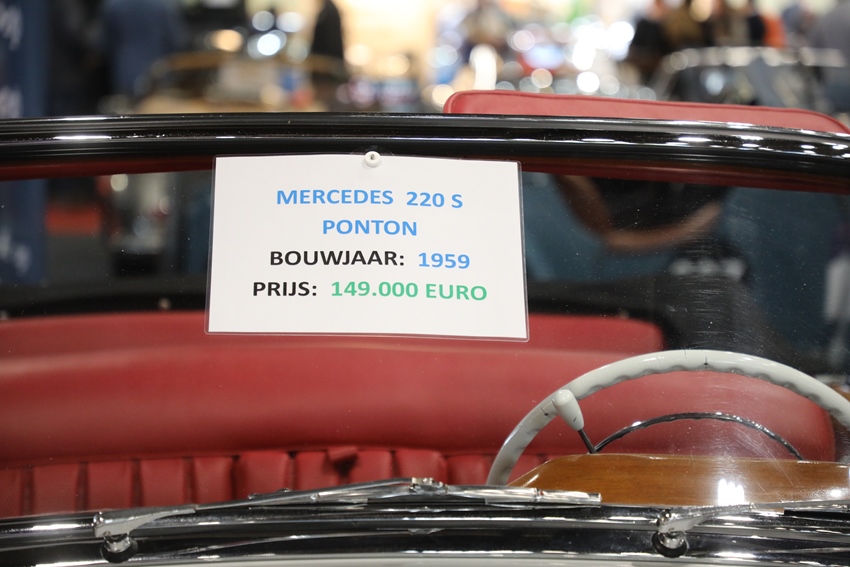 MERCEDES 220 S
PONTON
BOUWJAAR: 1959
PRIJS: 149.000 EURO